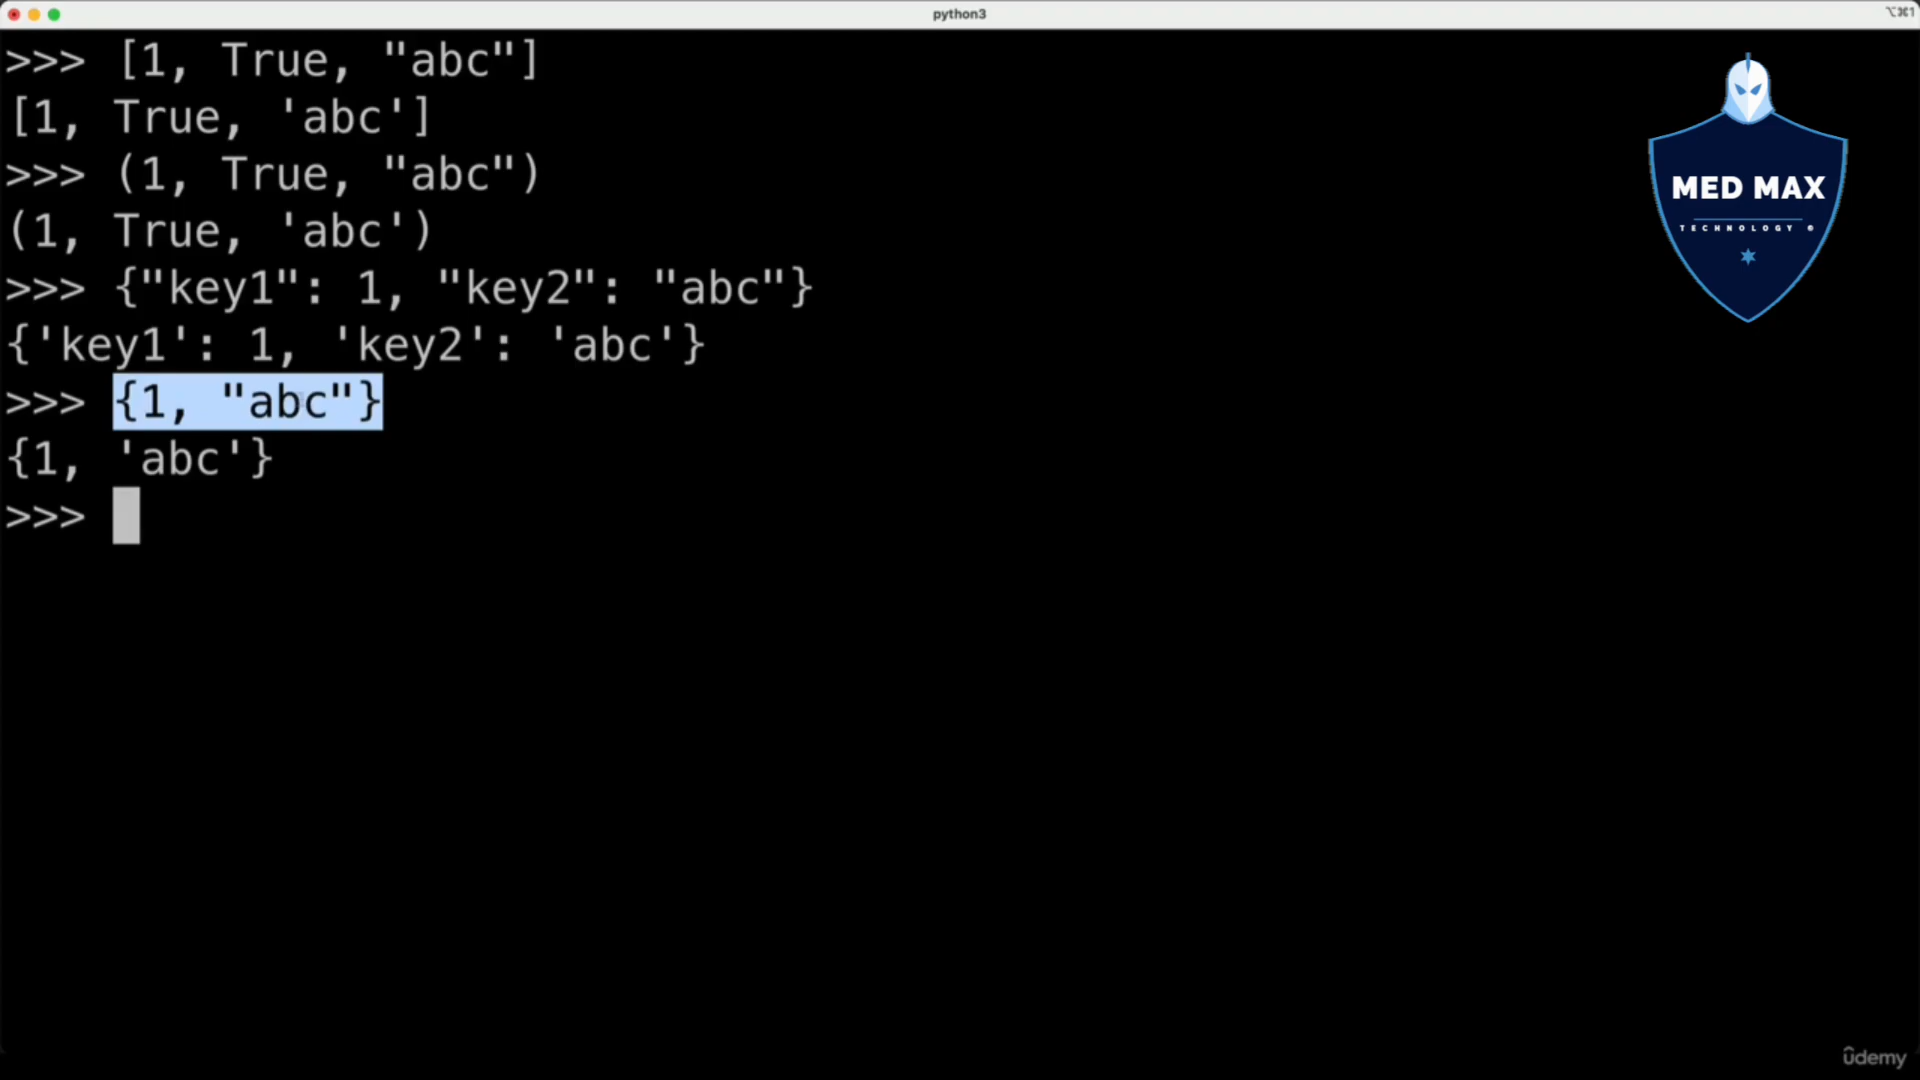 python3
⌥⌘1
>>> [1, True, "abc"]
[1, True, 'abc']
>>> (1, True, "abc")
(1, True, 'abc')
>>> {"key1": 1, "key2": "abc"}
{'key1': 1, 'key2': 'abc'}
>>> {1, "abc"}
{1, 'abc'}
>>>
MED MAX
TECHNOLOGY ©
ûdemy